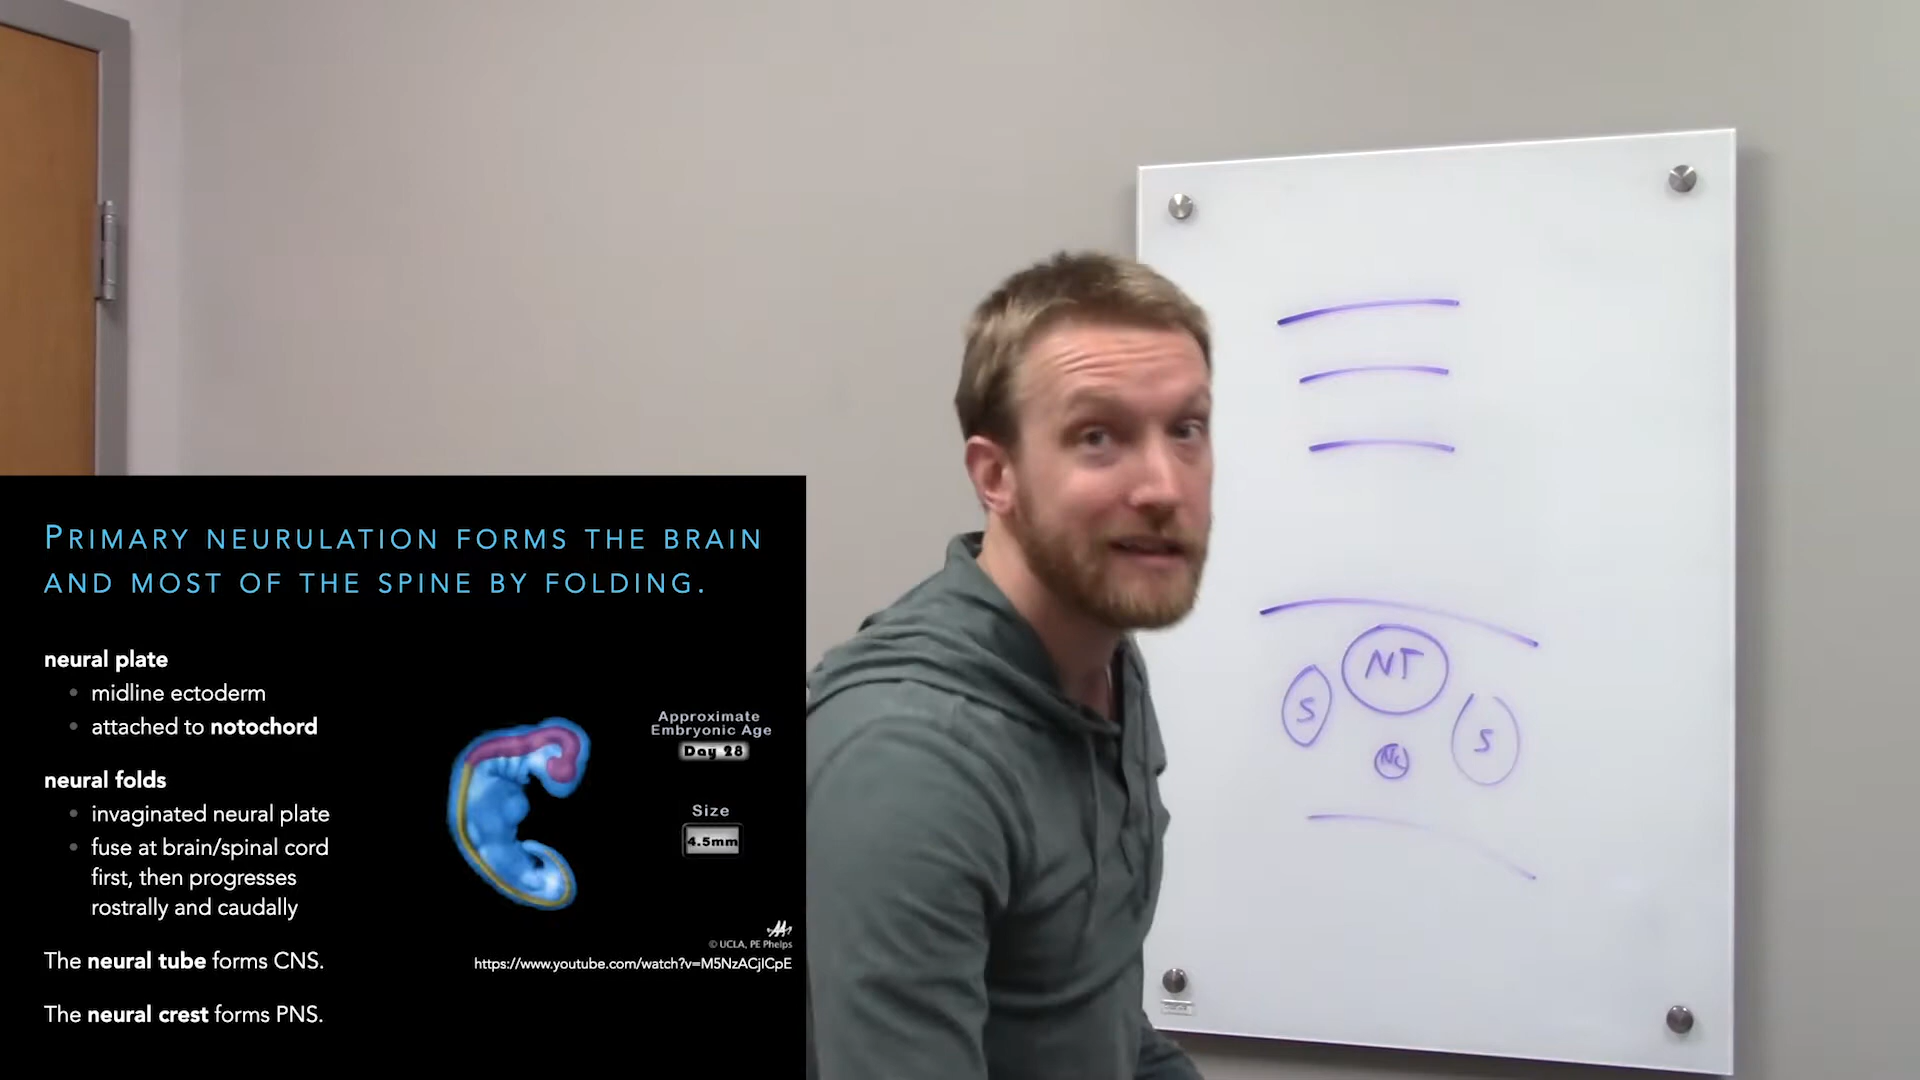 PRIMARY NEURULATION FORMS THE BRAIN
AND MOST OF THE SPINE BY FOLDING.
neural plate
• midline ectoderm
• attached to notochord
neural folds
• invaginated neural plate
• fuse at brain/spinal cord
first, then progresses
rostrally and caudally
The neural tube forms CNS.
The neural crest forms PNS.
Approximate
Embryonic Age
Day 28
Size
4.5mm
© UCLA, PE Phelps
https://www.youtube.com/watch?v=M5NzACjlCpE
NT
S
S
Nc